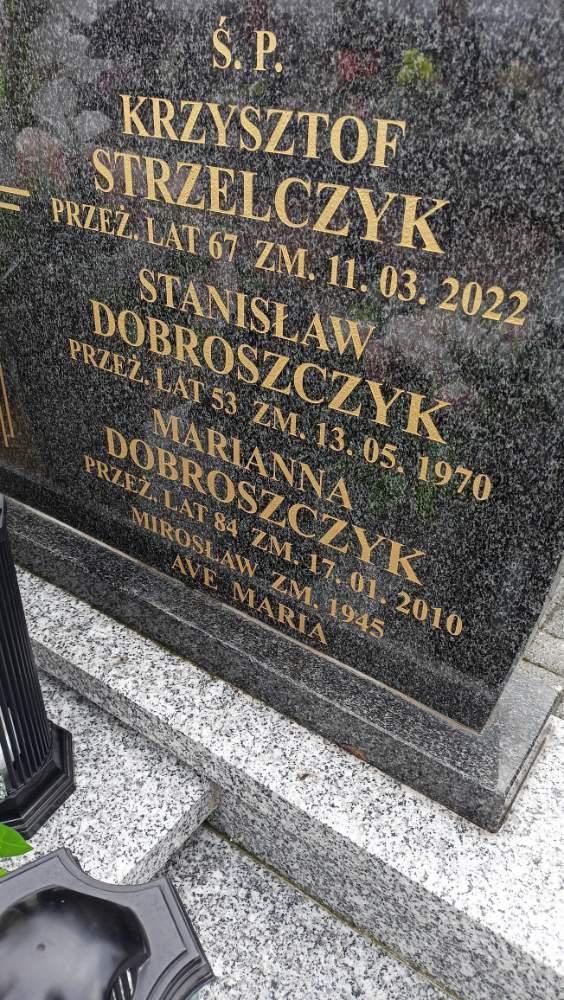 Ś. P.
KRZYSZTOF
STRZELCZYK
PRZEŻ. LAT 67 ZM. 11. 03. 2022
STANISŁAW
DOBROSZCZYK
PRZEŻ. LAT 53 ZM. 13. 05. 1970
MARIANNA
DOBROSZCZYK
PRZEŻ. LAT 84 ZM. 17. 01. 2010
MIROSŁAW ZM. 1945
AVE MARIA